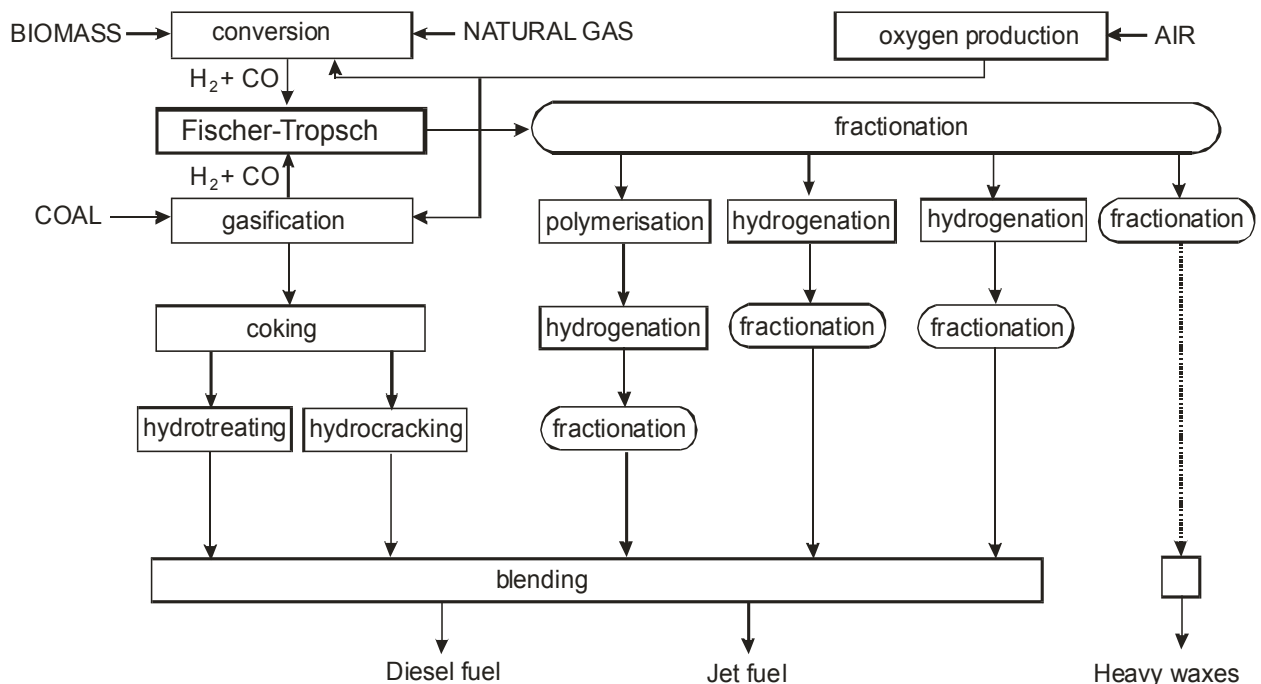 BIOMASS
conversion
NATURAL GAS
oxygen production
AIR
H2+ CO
Fischer-Tropsch
fractionation
H2+ CO
COAL
gasification
polymerisation
hydrogenation
hydrogenation
fractionation
coking
hydrogenation
fractionation
fractionation
hydrotreating
hydrocracking
fractionation
blending
Diesel fuel
Jet fuel
Heavy waxes